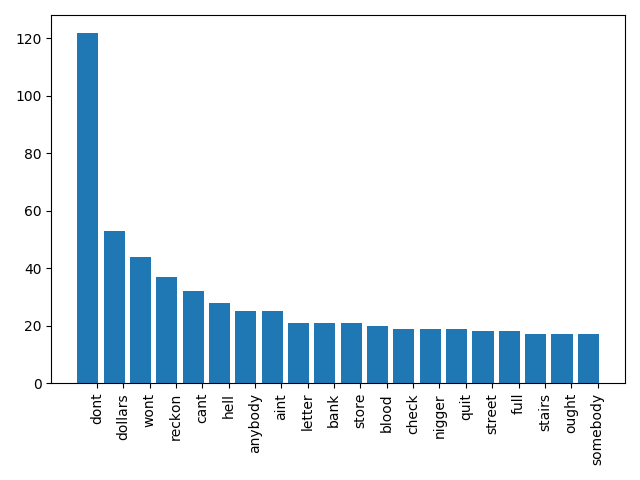 120
100
80
60
40
20
0
dont
dollars
wont
reckon
cant
hell
anybody
aint
letter
bank
store
blood
check
nigger
quit
street
full
stairs
ought
somebody